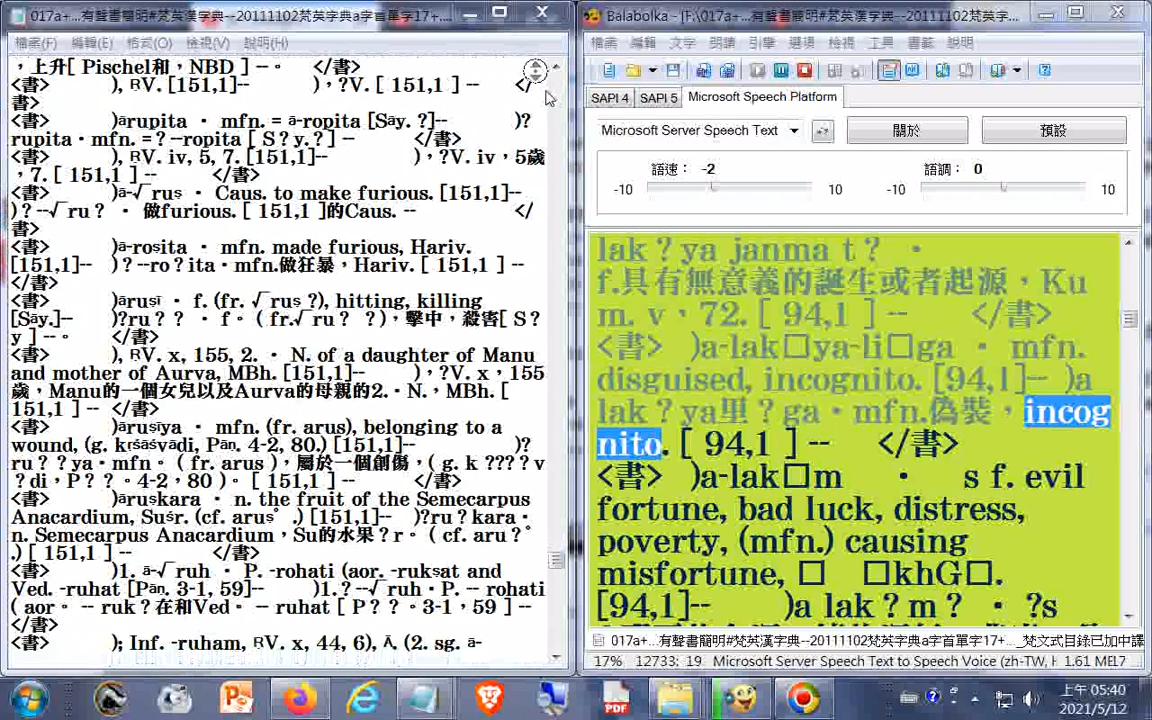 017a+...有聲書簡明#梵英漢字典--20111102梵英字典a字首單字17+...
檔案(F) 編輯(E) 格式(O) 檢視(V) 說明(H)
，上升[ Pischel和，NBD ] --。 </書>
<書> ), ṚV. [151,1]-- )，?V. [ 151,1 ] -- </
書>
<書> )ārupita · mfn. = ā-ropita [Sāy. ?]-- )?
rupita · mfn. = ? --ropita [ S ? y. ? ] -- </書>
<書> ), ṚV. iv, 5, 7. [151,1]-- )，?V. iv，5歲
，7. [ 151,1 ] </書>
<書> )ā-√ruṣ · Caus. to make furious. [151,1]--
)? --√ru ? · 做furious. [ 151,1 ]的Caus. -- </
書>
<書> )ā-roṣita · mfn. made furious, Hariv.
[151,1]-- )? --ro ? ita · mfn.做狂暴，Hariv. [ 151,1 ] --
</書>
<書> )āruṣī · f. (fr. √ruṣ ?), hitting, killing
[Sāy.]-- )?ru ? ? · f。( fr.√ru ? ?)，擊中，殺害[ S ?
y ] --。 </書>
<書> ), ṚV. x, 155, 2. · N. of a daughter of Manu
and mother of Aurva, MBh. [151,1]-- )，?V. x，155
歲，Manu的一個女兒以及Aurva的母親的2. · N.，MBh. [
151,1 ] -- </書>
<書> )āruṣīya · mfn. (fr. arus), belonging to a
wound, (g. kṛśāśvādi, Pāṇ. 4-2, 80.) [151,1]-- )?
ru ? ? ya · mfn。( fr. arus )，屬於一個創傷，( g. k ???? v
? di，P ? ? 。4-2，80 )。[ 151,1 ] -- </書>
<書> )āruṣkara · n. the fruit of the Semecarpus
Anacardium, Suśr. (cf. aruṣ° .) [151,1]-- )?ru ? kara ·
n. Semecarpus Anacardium，Su的水果 ? r。( cf. aru ? °
.) [ 151,1 ] -- </書>
<書> )1. ā-√ruh · P. -rohati (aor. -rukṣat and
Ved. -ruhat [Pāṇ. 3-1, 59] )1.? --√ruh · P. -- rohati
( aor。-- ruk ? 在和Ved。-- ruhat [ P ? ? 。3-1，59 ] --
</書>
<書> ); Inf. -ruham, ṚV. x, 44, 6), Ā. (2. sg. ā-
Balabolka - [F:\017a+...有聲書簡明#梵英漢字典--20111102梵英字...
檔案 編輯 文字 朗讀 引擎 選項 檢視 工具 書籤 說明
SAPI 4 SAPI 5 Microsoft Speech Platform
Microsoft Server Speech Text 關於 預設
語速： -2 語調： 0
-10 10 -10 10
lak ? ya janma t ? ·
f.具有無意義的誕生或者起源，Ku
m. v，72. [ 94,1 ] -- </書>
<書> )a-lak□ya-li□ga · mfn.
disguised, incognito. [94,1]-- )a
lak ? ya里 ? ga · mfn.偽裝，incog
nito. [ 94,1 ] -- </書>
<書> )a-lak□m · s f. evil
fortune, bad luck, distress,
poverty, (mfn.) causing
misfortune, □ □khG□.
[94,1]-- )a lak ? m ? · ?s
017a+...有聲書簡明#梵英漢字典--20111102梵英字典a字首單字17+..._梵文式目錄已加中譯
17% 12733: 19 Microsoft Server Speech Text to Speech Voice (zh-TW, H 1.61 MБ
上午 05:40
2021/5/12